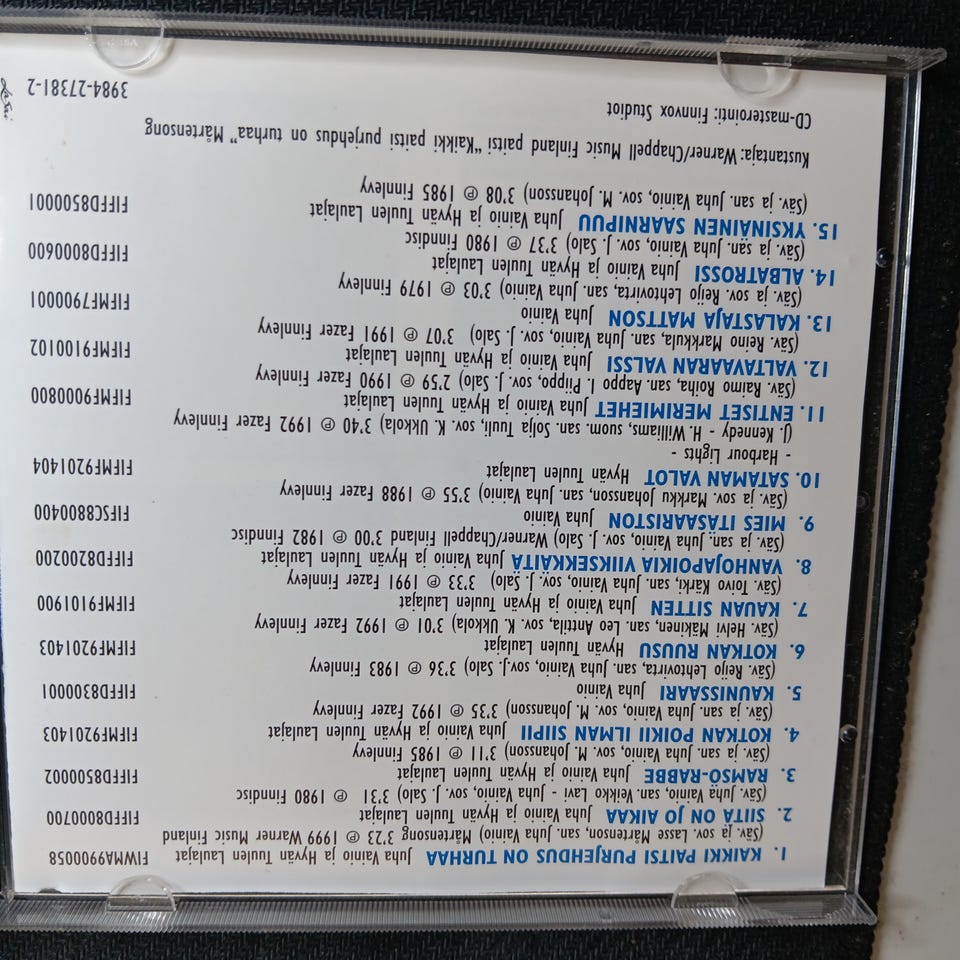 1. KAIKKI PAITSI PURJEHDUS ON TURHAA Juha Vainio ja Hyvän Tuulen Laulajat FIWMA9900058
(Säv. ja sov. Lasse Mårtenson, san. Juha Vainio) Mårtensong ℗ 1999 Warner Music Finland 3'23
2. SIITÄ ON JO AIKAA Juha Vainio ja Hyvän Tuulen Laulajat FIFFD8000700
(Säv. Juha Vainio, san. Veikko Lavi - Juha Vainio, sov. J. Salo) 3'31 ℗ 1980 Finndisc
3. RAMSÖ-RABBE Juha Vainio ja Hyvän Tuulen Laulajat FIFFD8500002
(Säv. ja san. Juha Vainio, sov. M. Johansson) 3'11 ℗ 1985 Finnlevy
4. KOTKAN POIKII ILMAN SIIPII Juha Vainio ja Hyvän Tuulen Laulajat FIFMF9201403
(Säv. ja san. Juha Vainio, sov. M. Johansson) 3'35 ℗ 1992 Fazer Finnlevy
5. KAUNISSAARI Juha Vainio FIFFD8300001
(Säv. Reijo Lehtovirta, san. Juha Vainio, sov.J. Salo) 3'36 ℗ 1983 Finnlevy
6. KOTKAN RUUSU Hyvän Tuulen Laulajat FIFMF9201403
(Säv. Helvi Mäkinen, san. Leo Anttila, sov. K. Ukkola) 3'01 ℗ 1992 Fazer Finnlevy
7. KAUAN SITTEN Juha Vainio ja Hyvän Tuulen Laulajat FIFMF9101900
(Säv. Toivo Kärki, san. Juha Vainio, sov. J. Salo) 3'33 ℗ 1991 Fazer Finnlevy
8. VANHOJAPOIKIA VIIKSEKKÄITÄ Juha Vainio ja Hyvän Tuulen Laulajat FIFFD8200200
(Säv. ja san. Juha Vainio, sov. J. Salo) Warner/Chappell Finland 3'00 ℗ 1982 Finndisc
9. MIES ITÄSAARISTON Juha Vainio FIFSC8800400
(Säv. ja sov. Markku Johansson, san. Juha Vainio) 3'55 ℗ 1988 Fazer Finnlevy
10. SATAMAN VALOT Hyvän Tuulen Laulajat FIFMF9201404
- Harbour Lights -
(J. Kennedy - H. Williams, suom. san. Solja Tuuli, sov. K. Ukkola) 3'40 ℗ 1992 Fazer Finnlevy
11. ENTISET MERIMIEHET Juha Vainio ja Hyvän Tuulen Laulajat FIFMF9000800
(Säv. Raimo Roiha, san. Aappo I. Piippo, sov. J. Salo) 2'59 ℗ 1990 Fazer Finnlevy
12. VALTAVAARAN VALSSI Juha Vainio ja Hyvän Tuulen Laulajat FIFMF9100102
(Säv. Reino Markkula, san. Juha Vainio, sov. J. Salo) 3'07 ℗ 1991 Fazer Finnlevy
13. KALASTAJA MATTSON Juha Vainio FIFMF7900001
(Säv. ja sov. Reijo Lehtovirta, san. Juha Vainio) 3'03 ℗ 1979 Finnlevy
14. ALBATROSSI Juha Vainio ja Hyvän Tuulen Laulajat FIFFD8000600
(Säv. ja san. Juha Vainio, sov. J. Salo) 3'37 ℗ 1980 Finndisc
15. YKSINÄINEN SAARNIPUU Juha Vainio ja Hyvän Tuulen Laulajat FIFFD8500001
(Säv. ja san. Juha Vainio, sov. M. Johansson) 3'08 ℗ 1985 Finnlevy
Kustantaja: Warner/Chappell Music Finland paitsi "Kaikki paitsi purjehdus on turhaa" Mårtensong
CD-masterointi: Finnvox Studiot 3984-27381-2